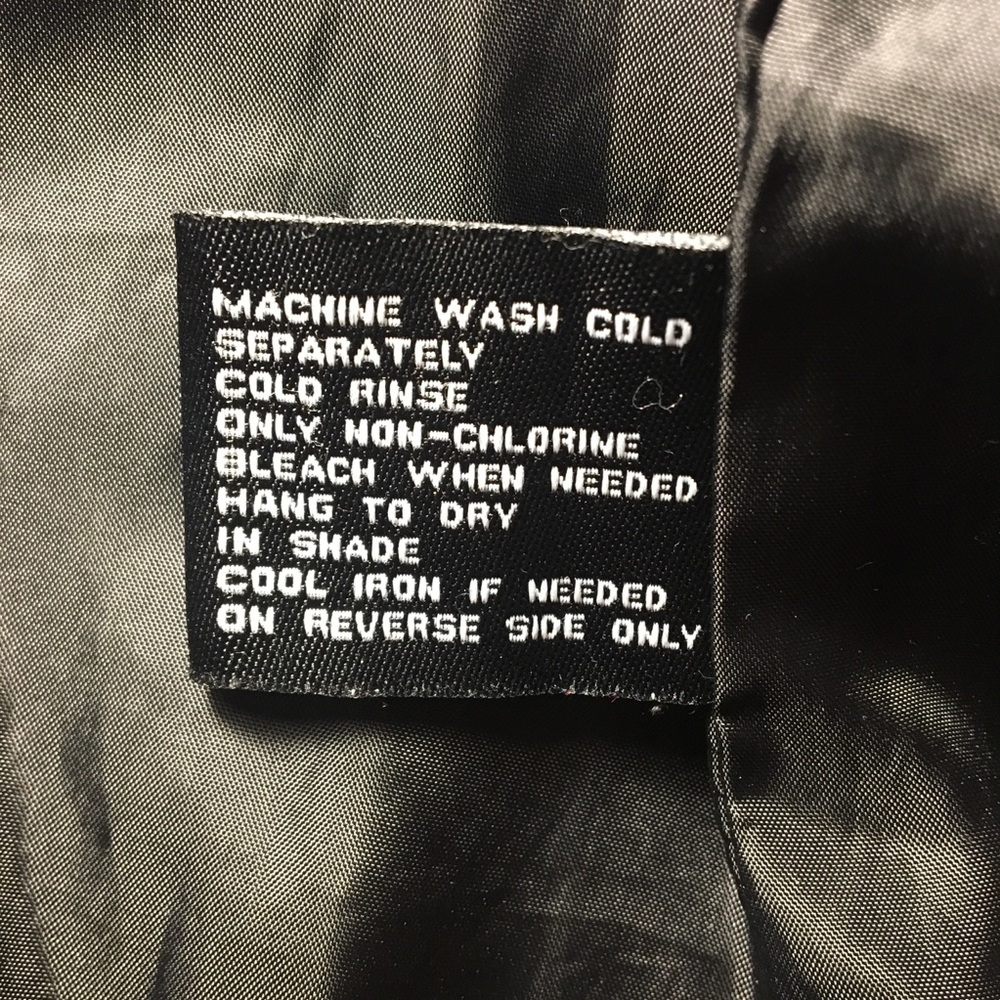 MACHINE WASH COLD
SEPARATELY
COLD RINSE
ONLY NON-CHLORINE
BLEACH WHEN NEEDED
HANG TO DRY
IN SHADE
COOL IRON IF NEEDED
ON REVERSE SIDE ONLY